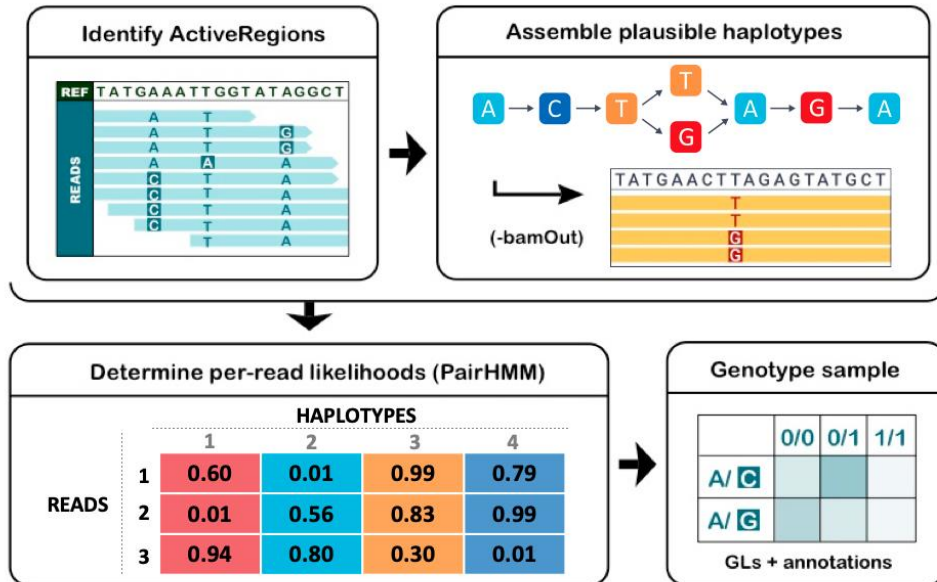 Identify ActiveRegions
REF TATGAAATTGGTATAGGCT
READS
A T
A T G
A T G
A A A
C T A
C T A
C T A
C T A
T A
Assemble plausible haplotypes
A C T T G A G A
(-bamOut)
TATGAACTTAGAGTATGCT
T
T
G
G
Determine per-read likelihoods (PairHMM)
HAPLOTYPES
1 2 3 4
READS
1 0.60 0.01 0.99 0.79
2 0.01 0.56 0.83 0.99
3 0.94 0.80 0.30 0.01
Genotype sample
0/0 0/1 1/1
A/ C
A/ G
GLs + annotations